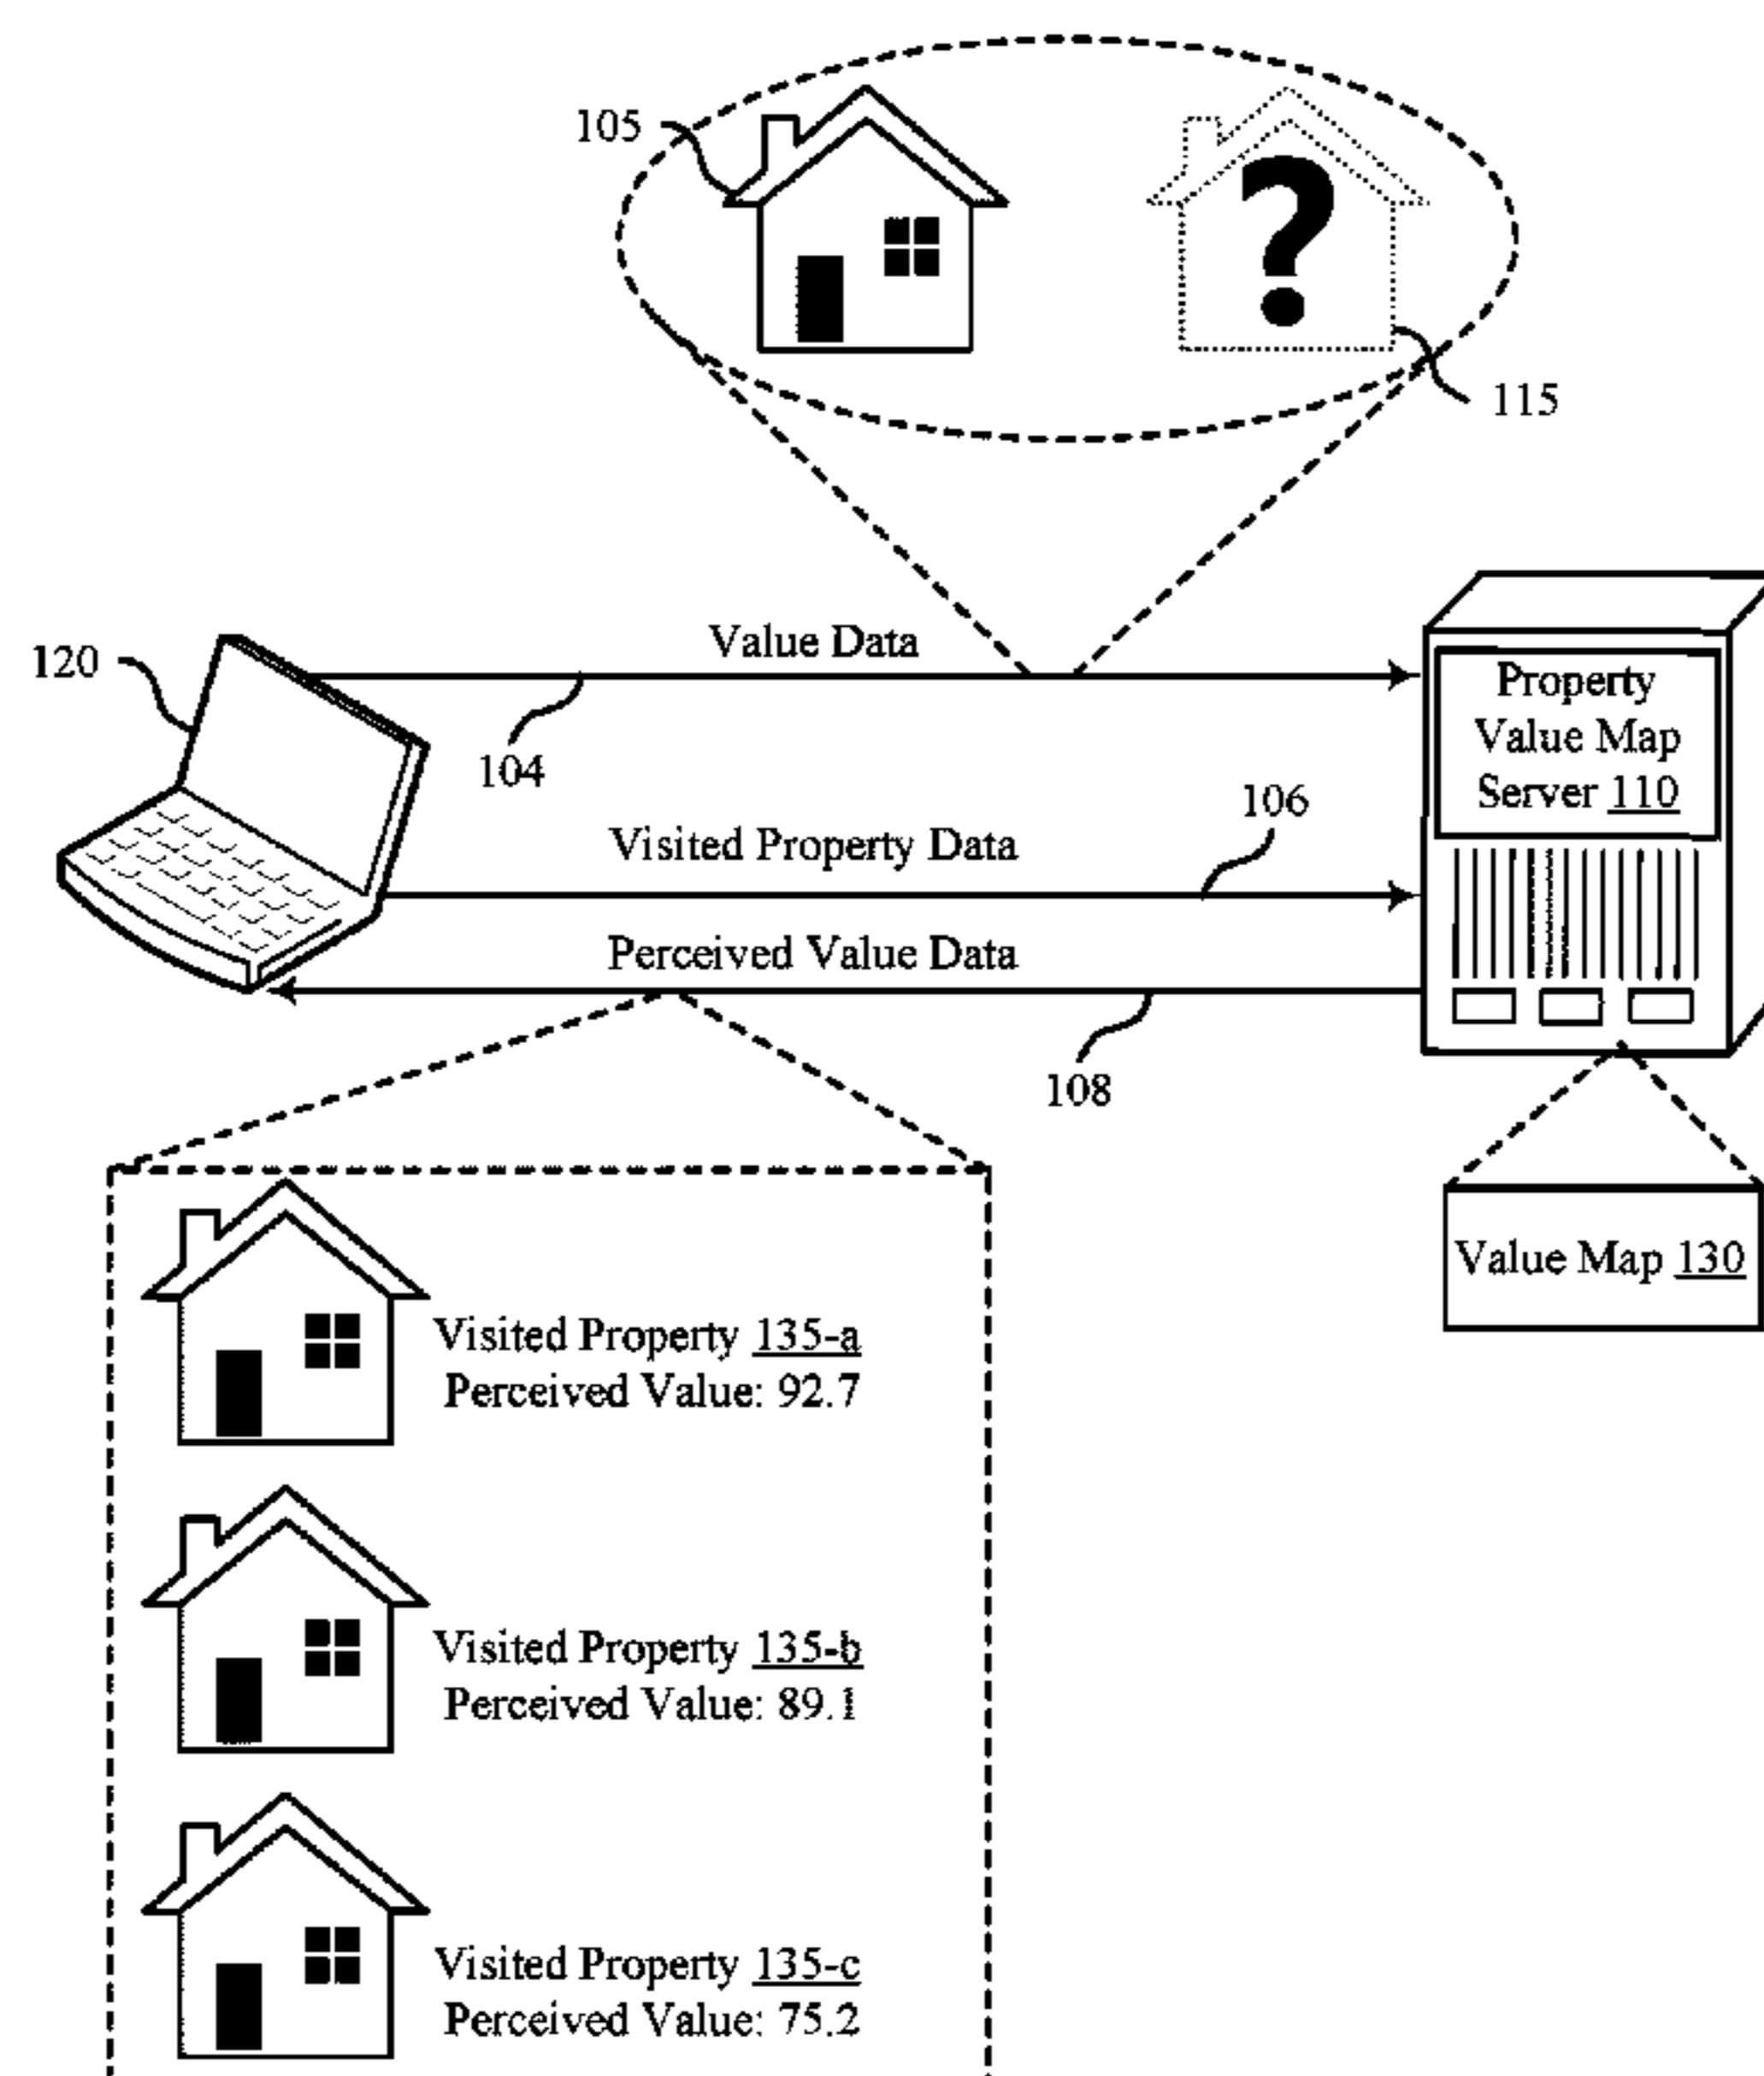 105
?
115
120
Value Data
104
Property
Value Map
Server 110
106
Visited Property Data
Perceived Value Data
108
Value Map 130
Visited Property 135-a
Perceived Value: 92.7
Visited Property 135-b
Perceived Value: 89.1
Visited Property 135-c
Perceived Value: 75.2